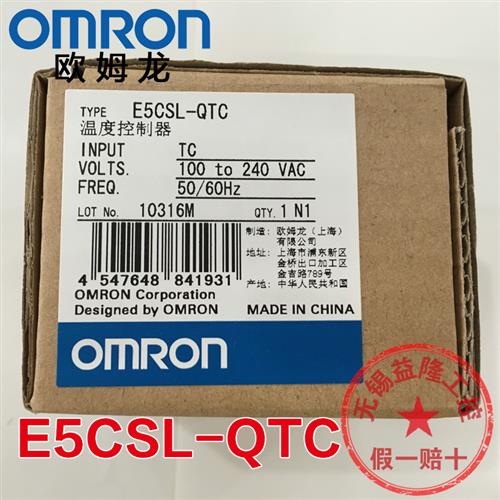 OMRON
欧姆龙
TYPE E5CSL-QTC
温度控制器
INPUT TC
VOLTS. 100 to 240 VAC
FREQ. 50/60Hz
LOT No. 10316M QTY. 1 N1
制造: 欧姆龙（上海）
有限公司
地址: 上海市浦东新区
金桥出口加工区
金吉路789号
产地: 中华人民共和国
4 547648 841931
OMRON Corporation
Designed by OMRON
MADE IN CHINA
OMRON
无锡益隆工控
假一赔十
E5CSL-QTC